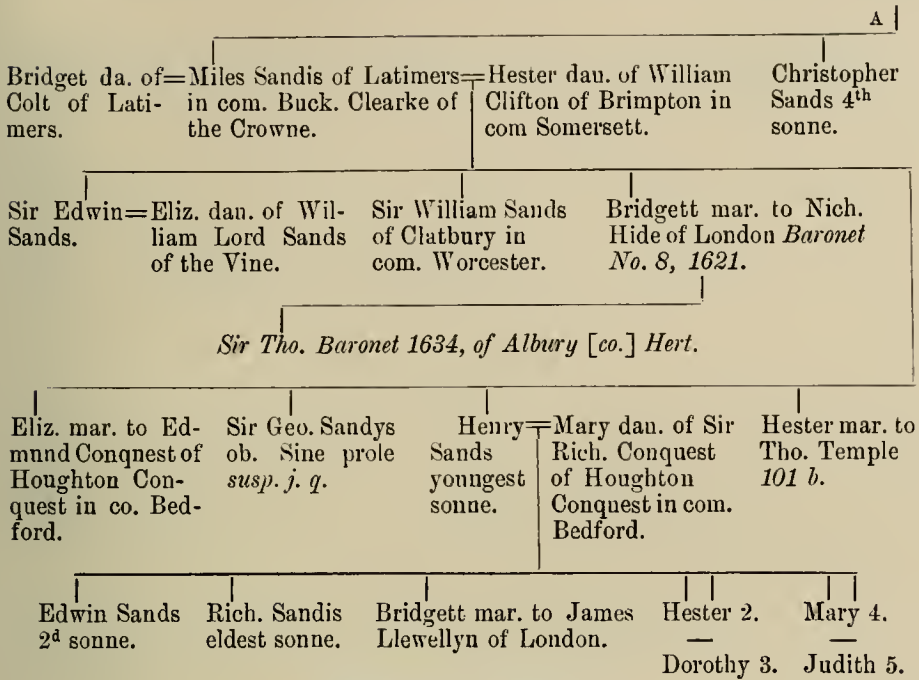 A
Bridget da. of=Miles Sandis of Latimers=Hester dau. of William
Colt of Lati-
mers.
in com. Buck. Clearke of
the Crowne.
Clifton of Brimpton in
com Somersett.
Christopher
Sands 4th
sonne.
Sir Edwin=Eliz. dau. of Wil-
Sands.
liam Lord Sands
of the Vine.
Sir William Sands
of Clatbury in
com. Worcester.
Bridgett mar. to Nich.
Hide of London Baronet
No. 8, 1621.
Sir Tho. Baronet 1634, of Albury [co.] Hert.
Eliz. mar. to Ed-
mund Conquest of
Houghton Con-
quest in co. Bed-
ford.
Sir Geo. Sandys
ob. Sine prole
susp. j. q.
Henry=Mary dau. of Sir
Sands
youngest
sonne.
Rich. Conquest
of Houghton
Conquest in com.
Bedford.
Hester mar. to
Tho. Temple
101 b.
Edwin Sands
2d sonne.
Rich. Sandis
eldest sonne.
Bridgett mar. to James
Llewellyn of London.
Hester 2.
—
Dorothy 3.
Mary 4.
—
Judith 5.